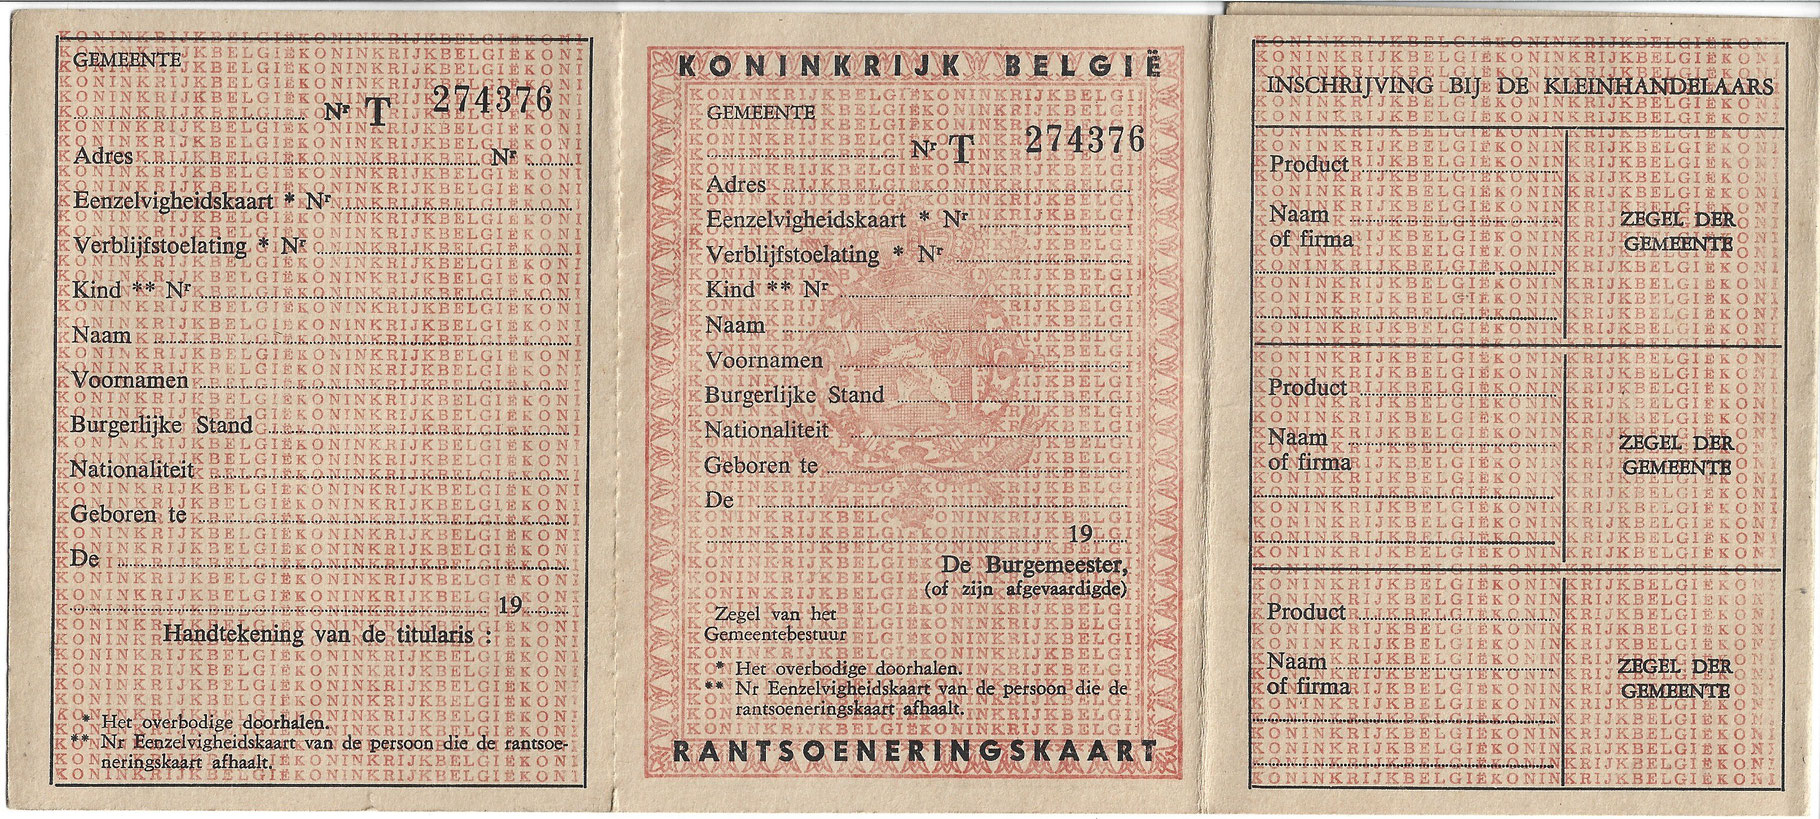 GEMEENTE
Nr T 274376
Adres Nr
Eenzelvigheidskaart * Nr
Verblijfstoelating * Nr
Kind ** Nr
Naam
Voornamen
Burgerlijke Stand
Nationaliteit
Geboren te
De
19
Handtekening van de titularis :
* Het overbodige doorhalen.
** Nr Eenzelvigheidskaart van de persoon die de rantsoe-
neringskaart afhaalt.
KONINKRIJK BELGIË
GEMEENTE
Nr T 274376
Adres
Eenzelvigheidskaart * Nr
Verblijfstoelating * Nr
Kind ** Nr
Naam
Voornamen
Burgerlijke Stand
Nationaliteit
Geboren te
De
19
De Burgemeester,
(of zijn afgevaardigde)
Zegel van het
Gemeentebestuur
* Het overbodige doorhalen.
** Nr Eenzelvigheidskaart van de persoon die de
rantsoeneringskaart afhaalt.
RANTSOENERINGSKAART
INSCHRIJVING BIJ DE KLEINHANDELAARS
Product
Naam
of firma
ZEGEL DER
GEMEENTE
Product
Naam
of firma
ZEGEL DER
GEMEENTE
Product
Naam
of firma
ZEGEL DER
GEMEENTE